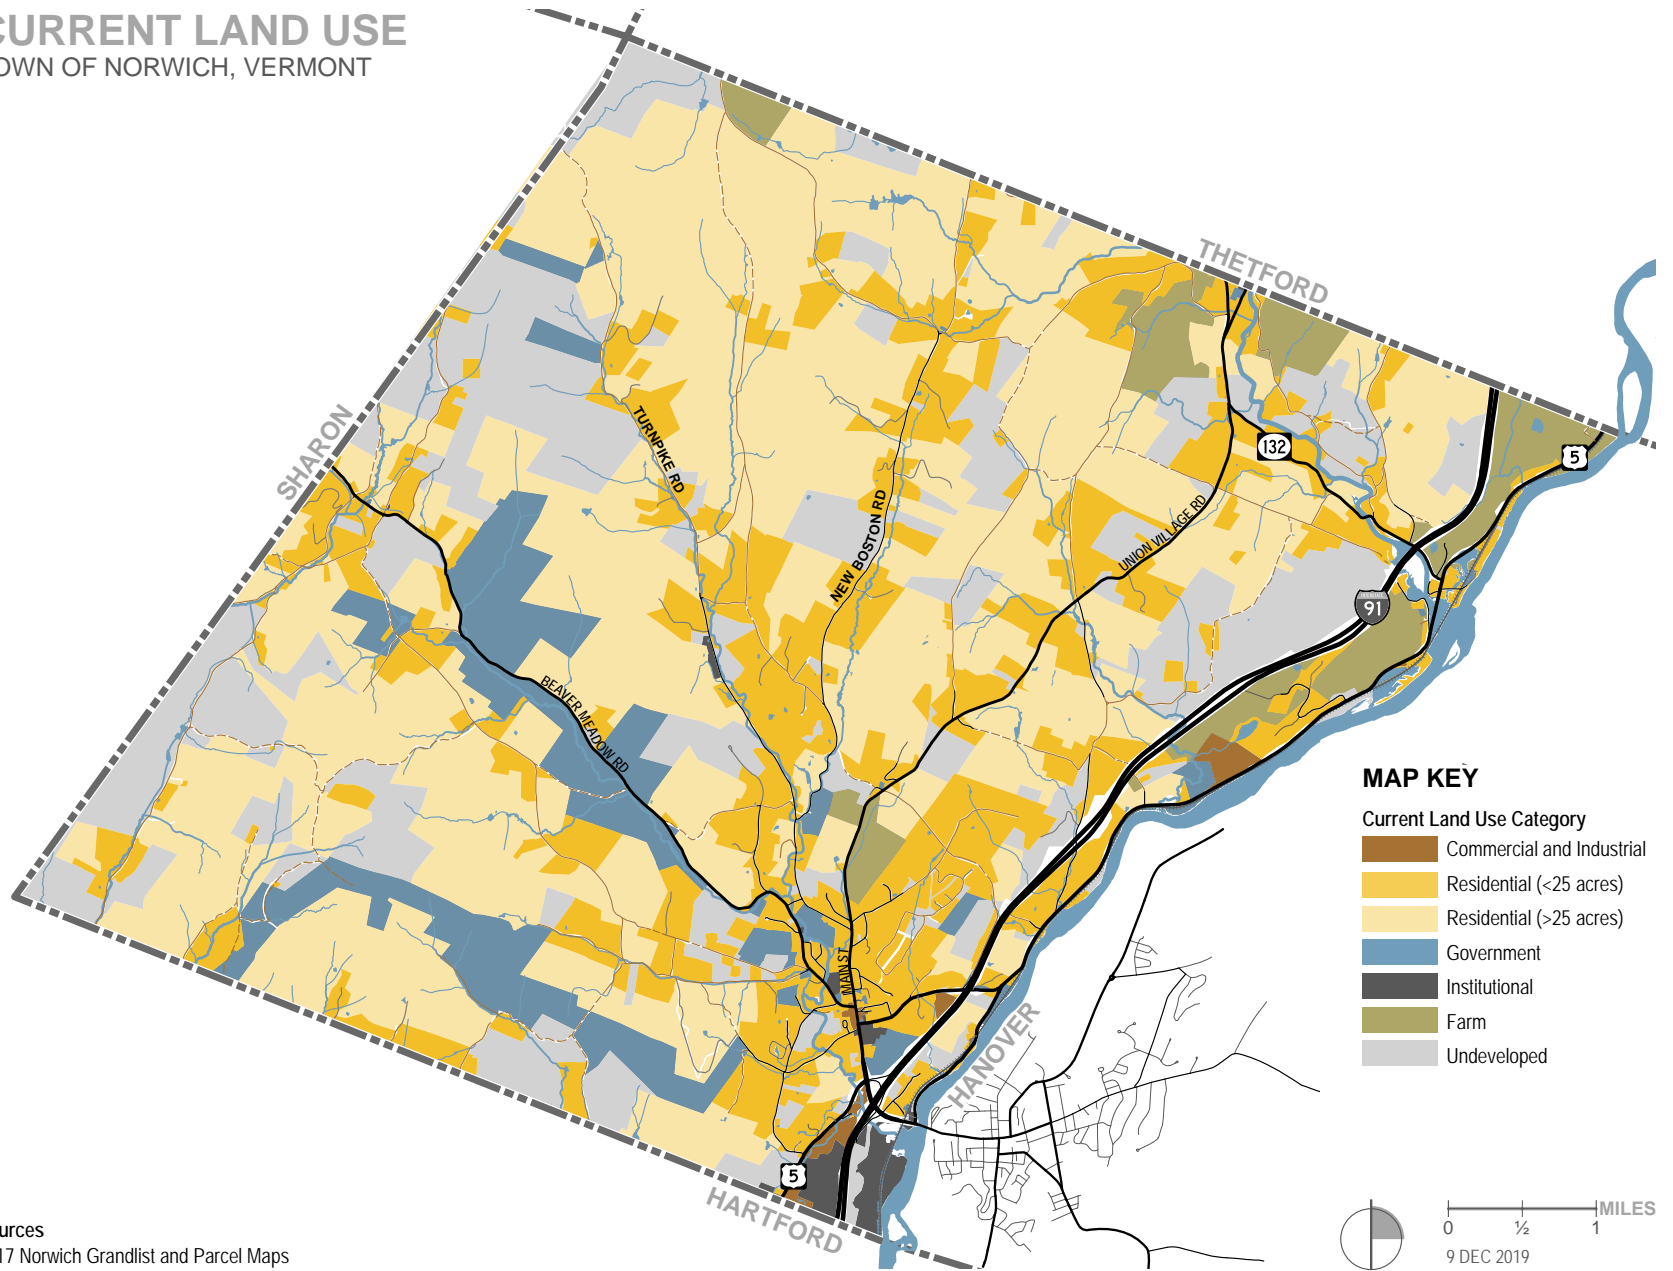 CURRENT LAND USE
OWN OF NORWICH, VERMONT
THETFORD
SHARON
TURNPIKE RD
132
5
NEW BOSTON RD
UNION VILLAGE RD
INTERSTATE
91
BEAVER MEADOW RD
MAIN ST
HANOVER
5
HARTFORD
MAP KEY
Current Land Use Category
Commercial and Industrial
Residential (<25 acres)
Residential (>25 acres)
Government
Institutional
Farm
Undeveloped
MILES
0 ½ 1
9 DEC 2019
urces
17 Norwich Grandlist and Parcel Maps